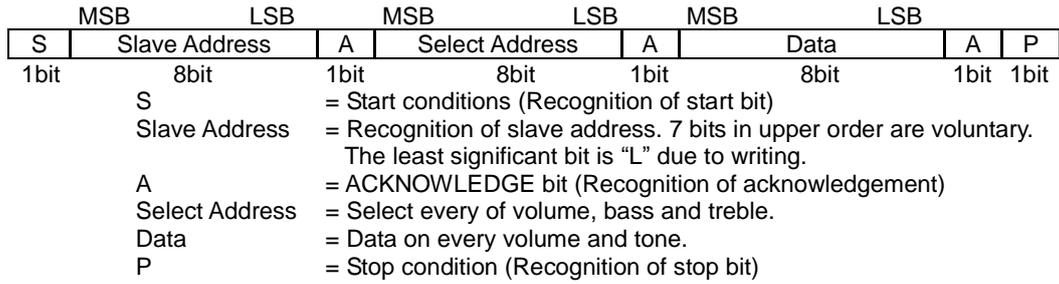 MSB LSB MSB LSB MSB LSB
S Slave Address A Select Address A Data A P
1bit 8bit 1bit 8bit 1bit 8bit 1bit 1bit
S = Start conditions (Recognition of start bit)
Slave Address = Recognition of slave address. 7 bits in upper order are voluntary.
The least significant bit is “L” due to writing.
A = ACKNOWLEDGE bit (Recognition of acknowledgement)
Select Address = Select every of volume, bass and treble.
Data = Data on every volume and tone.
P = Stop condition (Recognition of stop bit)